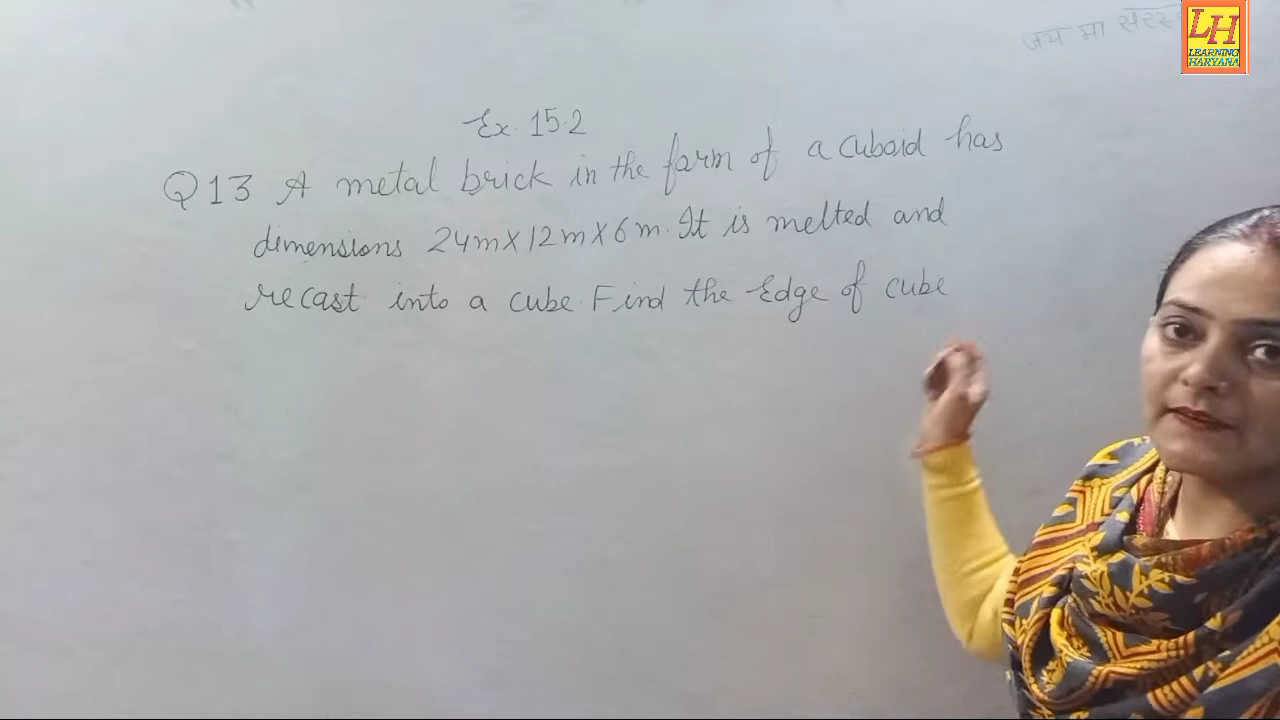 जय मा
LH
LEARNING
HARYANA
Ex. 15.2
Q13 A metal brick in the form of a cuboid has
dimensions 24m X 12m X 6m. It is melted and
recast into a cube. Find the Edge of cube